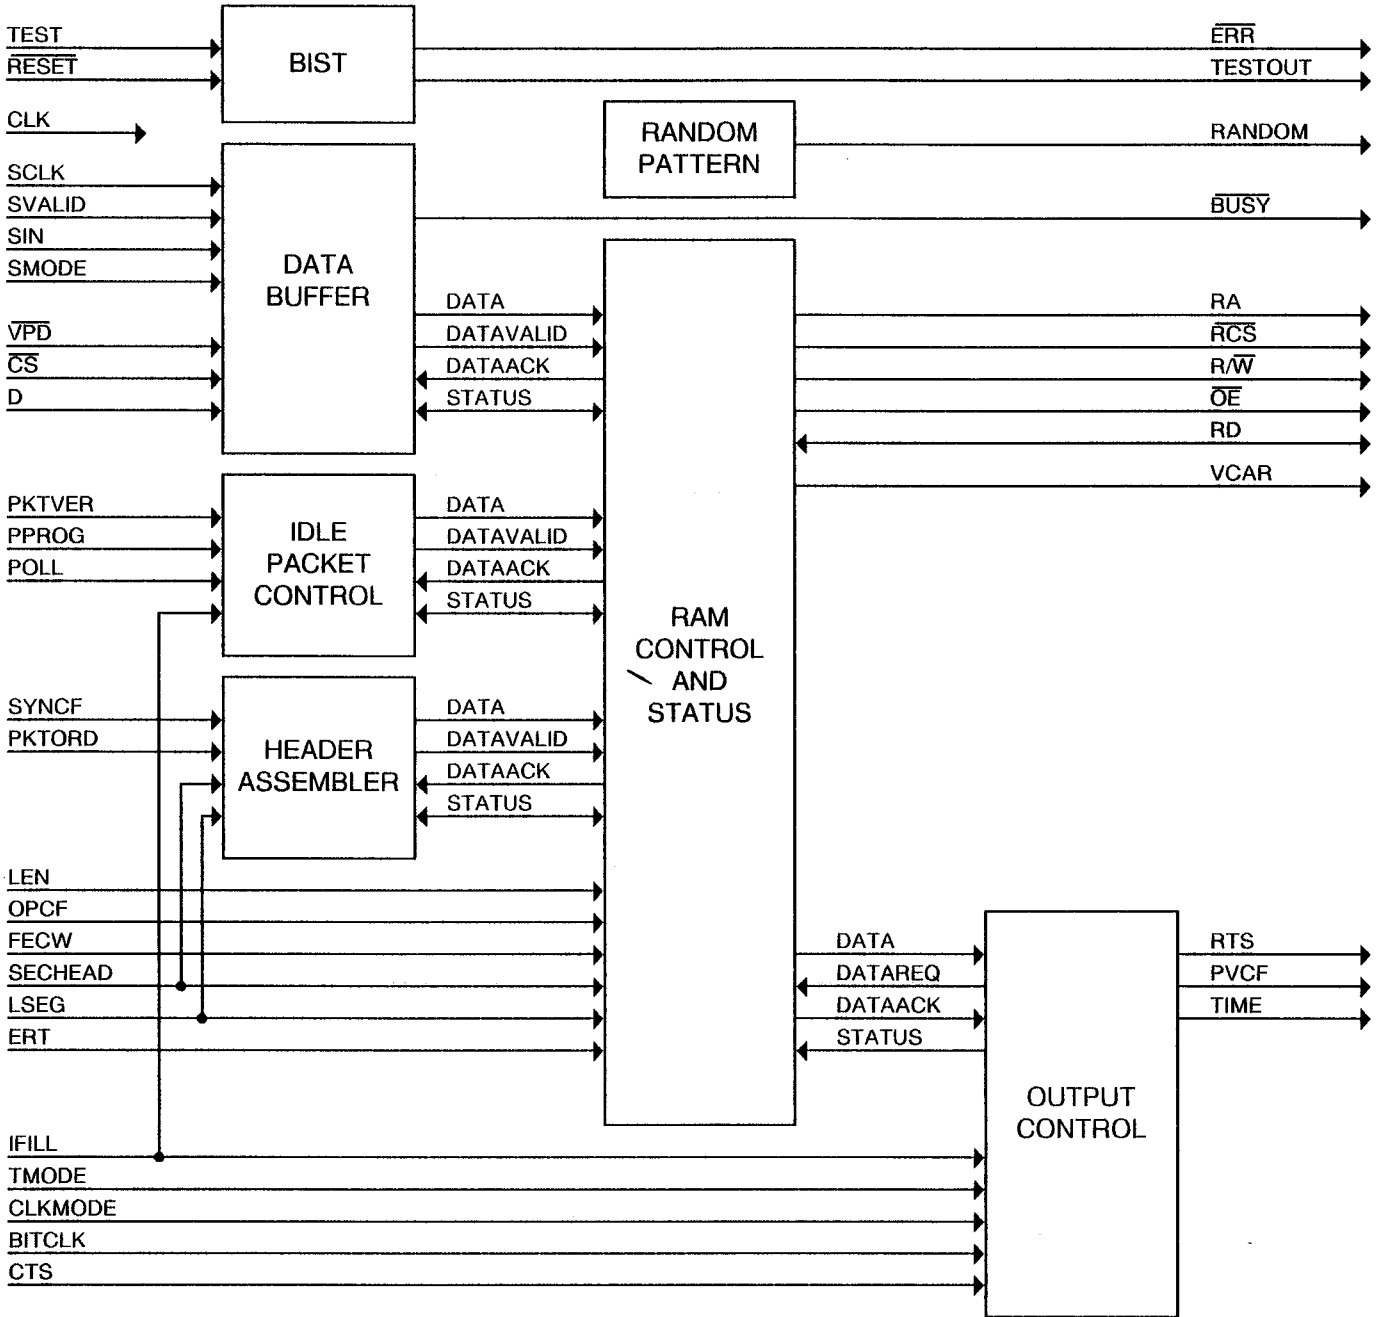 TEST
RESET
BIST
ERR
TESTOUT
CLK
RANDOM
PATTERN
RANDOM
SCLK
SVALID
SIN
SMODE
VPD
CS
D
DATA
BUFFER
BUSY
DATA
DATAVALID
DATAACK
STATUS
RA
RCS
R/W
OE
RD
VCAR
PKTVER
PPROG
POLL
IDLE
PACKET
CONTROL
DATA
DATAVALID
DATAACK
STATUS
RAM
CONTROL
AND
STATUS
SYNCF
PKTORD
HEADER
ASSEMBLER
DATA
DATAVALID
DATAACK
STATUS
LEN
OPCF
FECW
SECHEAD
LSEG
ERT
DATA
DATAREQ
DATAACK
STATUS
RTS
PVCF
TIME
OUTPUT
CONTROL
IFILL
TMODE
CLKMODE
BITCLK
CTS